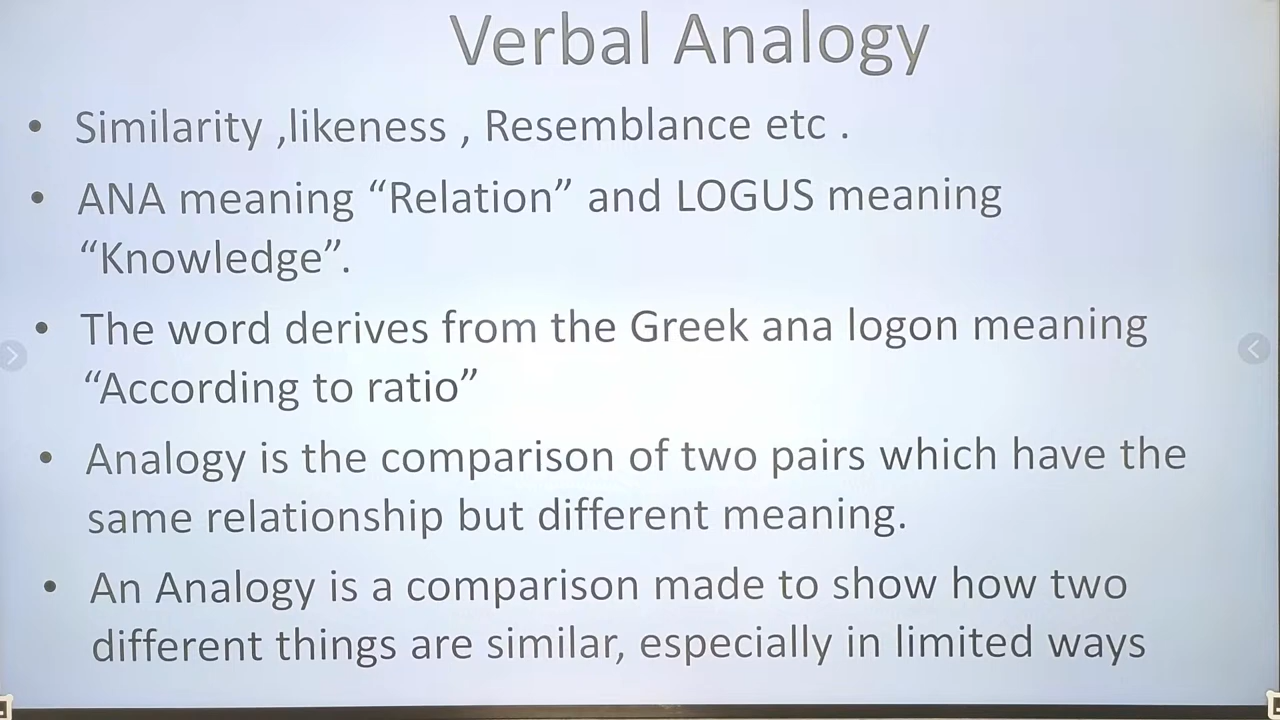 Verbal Analogy
• Similarity ,likeness , Resemblance etc .
• ANA meaning “Relation” and LOGUS meaning
“Knowledge”.
• The word derives from the Greek ana logon meaning
“According to ratio”
• Analogy is the comparison of two pairs which have the
same relationship but different meaning.
• An Analogy is a comparison made to show how two
different things are similar, especially in limited ways